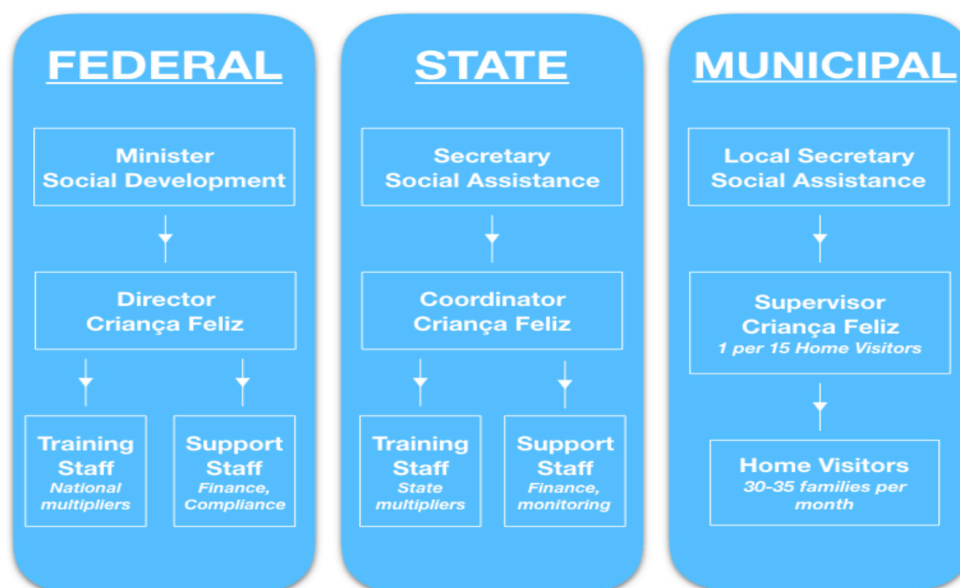 FEDERAL
Minister
Social Development
Director
Criança Feliz
Training
Staff
National
multipliers
Support
Staff
Finance,
Compliance
STATE
Secretary
Social Assistance
Coordinator
Criança Feliz
Training
Staff
State
multipliers
Support
Staff
Finance,
monitoring
MUNICIPAL
Local Secretary
Social Assistance
Supervisor
Criança Feliz
1 per 15 Home Visitors
Home Visitors
30-35 families per
month